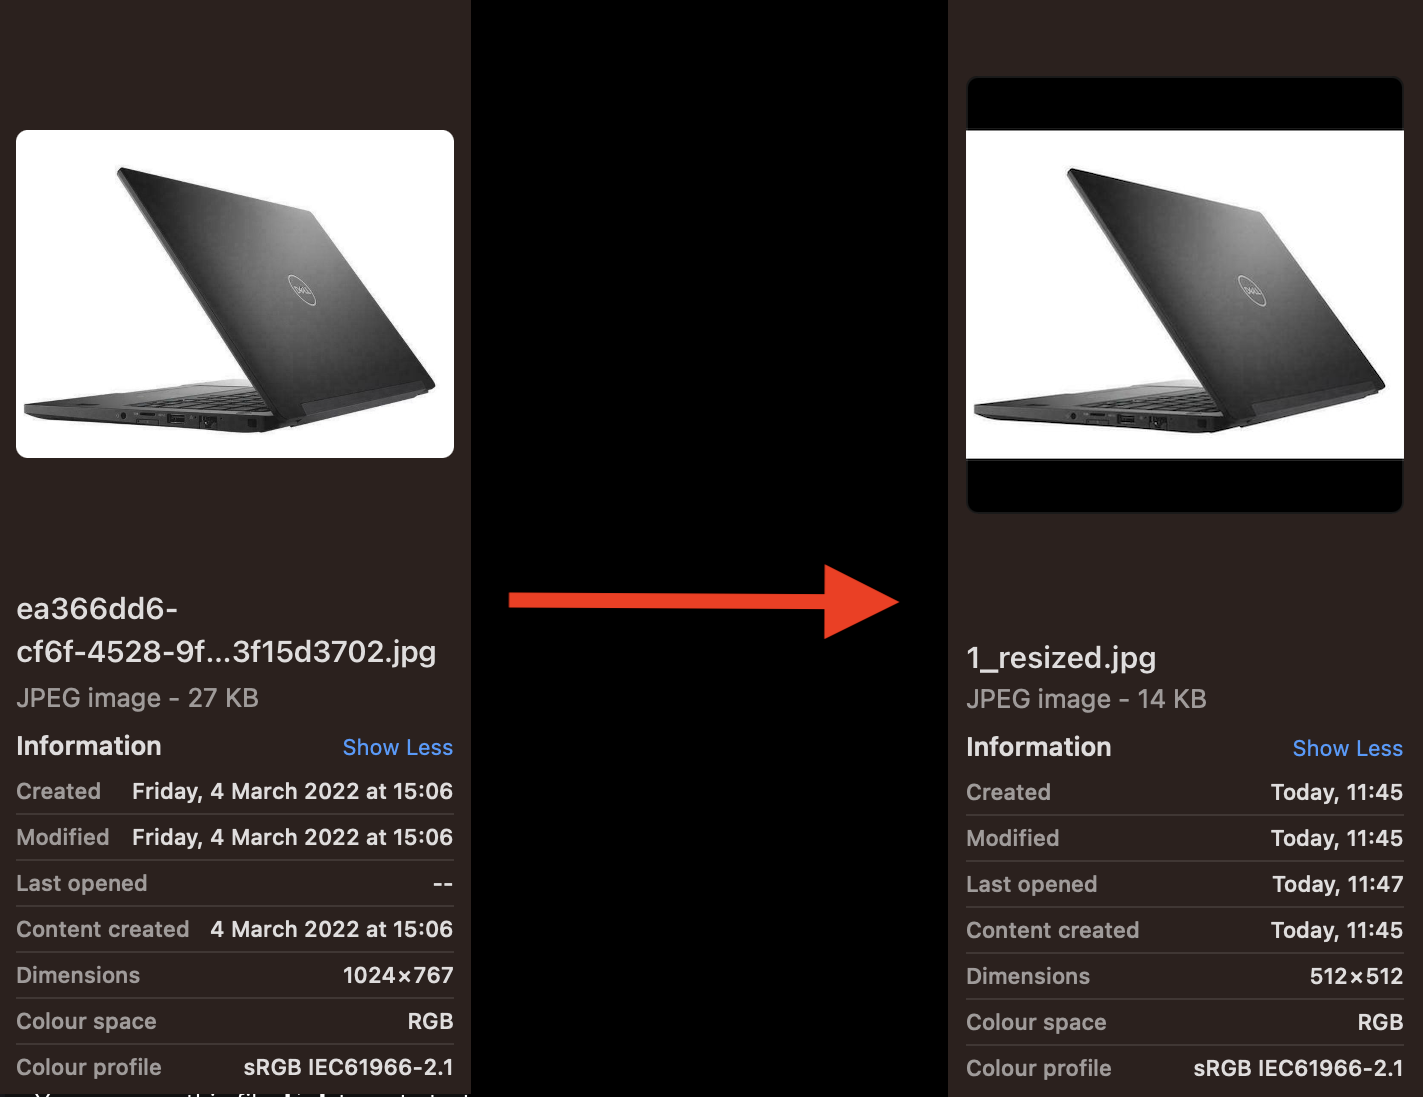 DELL
ea366dd6-
cf6f-4528-9f...3f15d3702.jpg
JPEG image - 27 KB
Information Show Less
Created Friday, 4 March 2022 at 15:06
Modified Friday, 4 March 2022 at 15:06
Last opened --
Content created 4 March 2022 at 15:06
Dimensions 1024×767
Colour space RGB
Colour profile sRGB IEC61966-2.1
DELL
1_resized.jpg
JPEG image - 14 KB
Information Show Less
Created Today, 11:45
Modified Today, 11:45
Last opened Today, 11:47
Content created Today, 11:45
Dimensions 512×512
Colour space RGB
Colour profile sRGB IEC61966-2.1